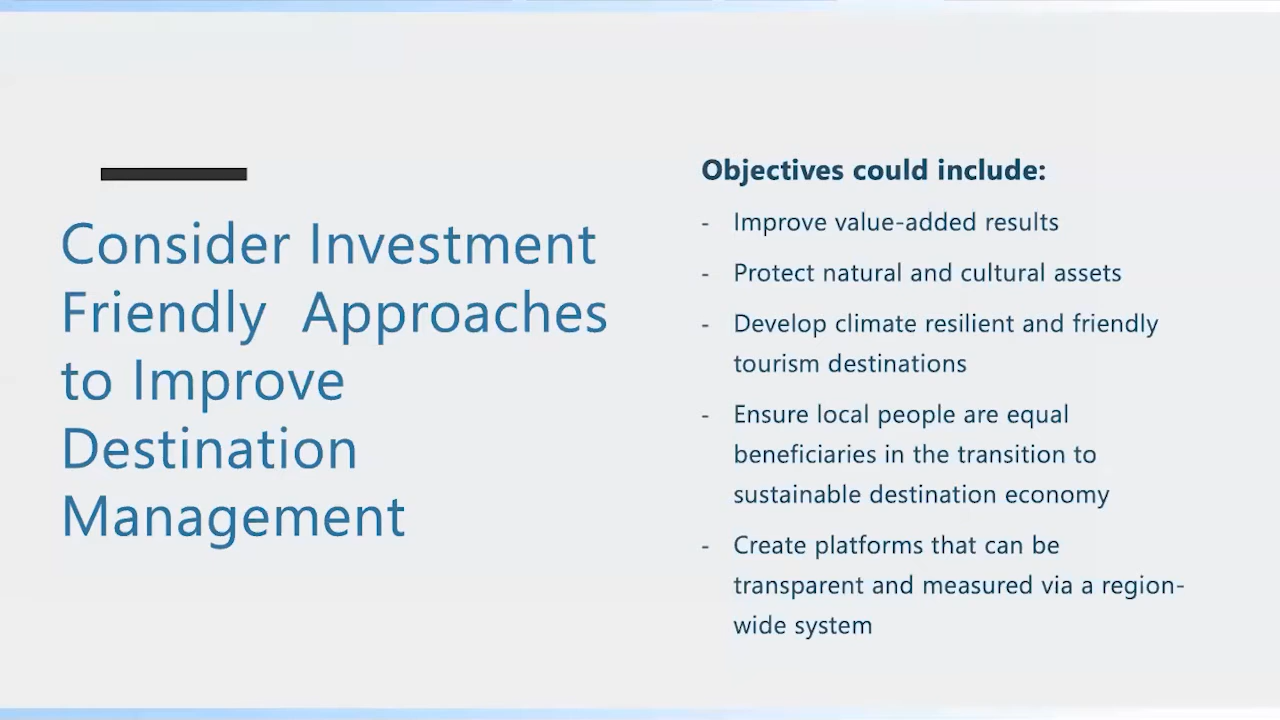 Consider Investment
Friendly  Approaches
to Improve
Destination
Management
Objectives could include:
- Improve value-added results
- Protect natural and cultural assets
- Develop climate resilient and friendly
tourism destinations
- Ensure local people are equal
beneficiaries in the transition to
sustainable destination economy
- Create platforms that can be
transparent and measured via a region-
wide system